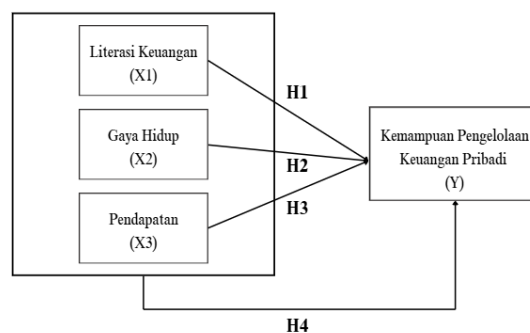 Literasi Keuangan
(X1)
H1
Gaya Hidup
(X2)
H2
Kemampuan Pengelolaan
Keuangan Pribadi
(Y)
H3
Pendapatan
(X3)
H4